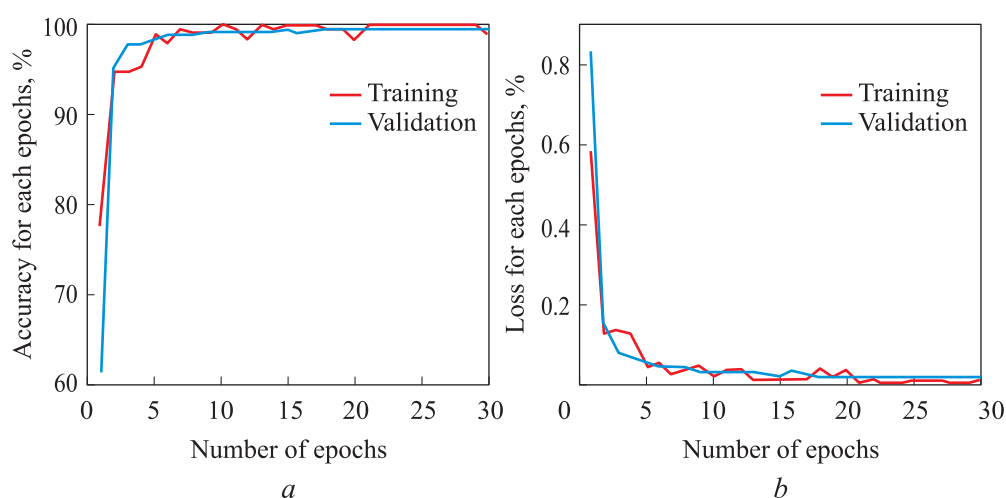 Accuracy for each epochs, %
100
90
80
70
60
0 5 10 15 20 25 30
Training
Validation
Number of epochs
a
Loss for each epochs, %
0.8
0.6
0.4
0.2
0 5 10 15 20 25 30
Training
Validation
Number of epochs
b